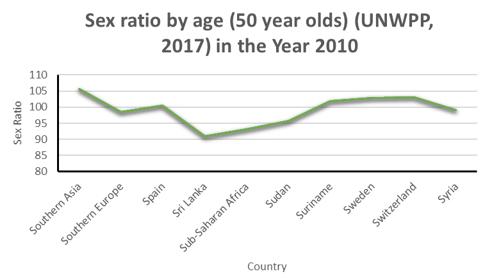 Sex ratio by age (50 year olds) (UNWPP,
2017) in the Year 2010
110
105
100
95
90
85
80
Sex Ratio
Southern Asia
Southern Europe
Spain
Sri Lanka
Sub-Saharan Africa
Sudan
Suriname
Sweden
Switzerland
Syria
Country